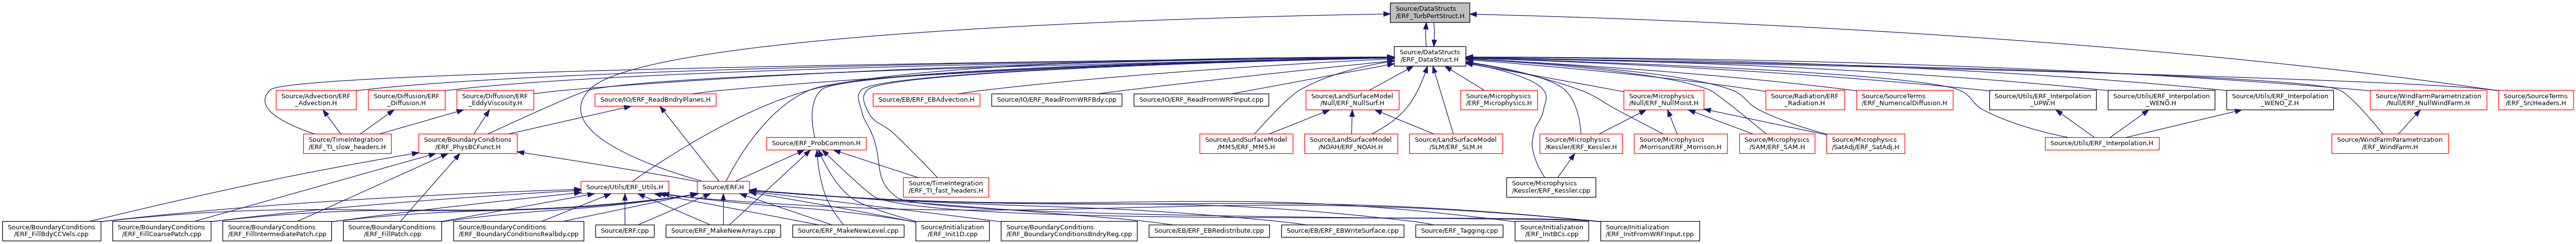 Source/DataStructs
/ERF_TurbPertStruct.H
Source/DataStructs
/ERF_DataStruct.H
Source/Advection/ERF
_Advection.H
Source/Diffusion/ERF
_Diffusion.H
Source/Diffusion/ERF
_EddyViscosity.H
Source/IO/ERF_ReadBndryPlanes.H
Source/EB/ERF_EBAdvection.H
Source/IO/ERF_ReadFromWRFBdy.cpp
Source/IO/ERF_ReadFromWRFInput.cpp
Source/LandSurfaceModel
/Null/ERF_NullSurf.H
Source/Microphysics
/ERF_Microphysics.H
Source/Microphysics
/Null/ERF_NullMoist.H
Source/Radiation/ERF
_Radiation.H
Source/SourceTerms
/ERF_NumericalDiffusion.H
Source/Utils/ERF_Interpolation
_UPW.H
Source/Utils/ERF_Interpolation
_WENO.H
Source/Utils/ERF_Interpolation
_WENO_Z.H
Source/WindFarmParametrization
/Null/ERF_NullWindFarm.H
Source/SourceTerms
/ERF_SrcHeaders.H
Source/TimeIntegration
/ERF_TI_slow_headers.H
Source/BoundaryConditions
/ERF_PhysBCFunct.H
Source/ERF_ProbCommon.H
Source/LandSurfaceModel
/MM5/ERF_MM5.H
Source/LandSurfaceModel
/NOAH/ERF_NOAH.H
Source/LandSurfaceModel
/SLM/ERF_SLM.H
Source/Microphysics
/Kessler/ERF_Kessler.H
Source/Microphysics
/Morrison/ERF_Morrison.H
Source/Microphysics
/SAM/ERF_SAM.H
Source/Microphysics
/SatAdj/ERF_SatAdj.H
Source/Utils/ERF_Interpolation.H
Source/WindFarmParametrization
/ERF_WindFarm.H
Source/Utils/ERF_Utils.H
Source/ERF.H
Source/TimeIntegration
/ERF_TI_fast_headers.H
Source/Microphysics
/Kessler/ERF_Kessler.cpp
Source/BoundaryConditions
/ERF_FillBdyCCVels.cpp
Source/BoundaryConditions
/ERF_FillCoarsePatch.cpp
Source/BoundaryConditions
/ERF_FillIntermediatePatch.cpp
Source/BoundaryConditions
/ERF_FillPatch.cpp
Source/BoundaryConditions
/ERF_BoundaryConditionsRealbdy.cpp
Source/ERF.cpp
Source/ERF_MakeNewArrays.cpp
Source/ERF_MakeNewLevel.cpp
Source/Initialization
/ERF_Init1D.cpp
Source/BoundaryConditions
/ERF_BoundaryConditionsBndryReg.cpp
Source/EB/ERF_EBRedistribute.cpp
Source/EB/ERF_EBWriteSurface.cpp
Source/ERF_Tagging.cpp
Source/Initialization
/ERF_InitBCs.cpp
Source/Initialization
/ERF_InitFromWRFInput.cpp